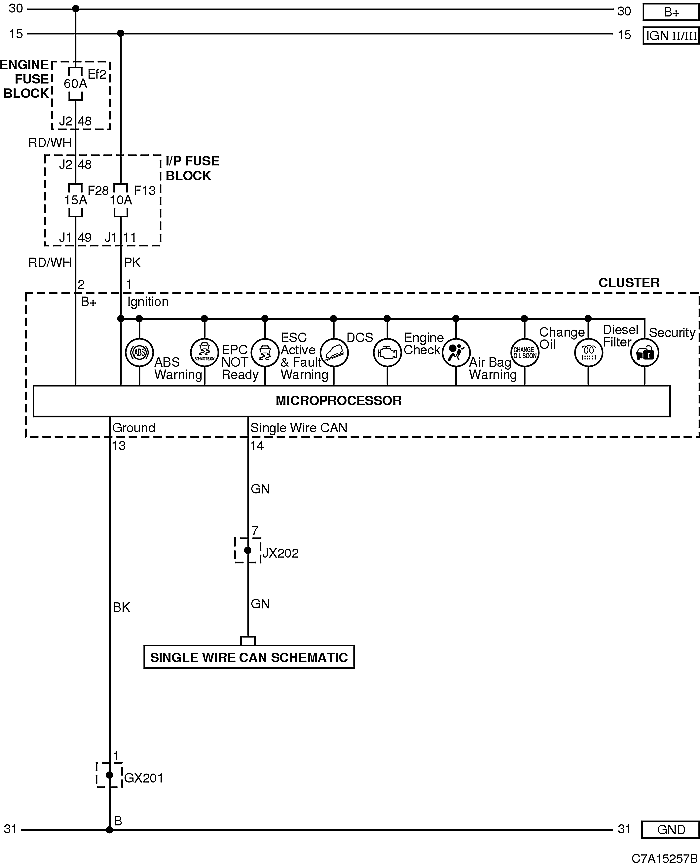 30
30
B+
15
15
IGN II/III
ENGINE
FUSE
BLOCK
Ef2
60A
J2
48
RD/WH
J2
48
I/P FUSE
BLOCK
F28
15A
F13
10A
J1
49
J1
11
RD/WH
PK
2
1
CLUSTER
B+
Ignition
ABS
Warning
EPC
NOT
Ready
ESC
Active
& Fault
Warning
DCS
Engine
Check
Air Bag
Warning
CHANGE
OIL SOON
Change
Oil
Diesel
Filter
Security
MICROPROCESSOR
Ground
Single Wire CAN
13
14
GN
7
JX202
BK
GN
SINGLE WIRE CAN SCHEMATIC
1
GX201
B
31
31
GND
C7A15257B